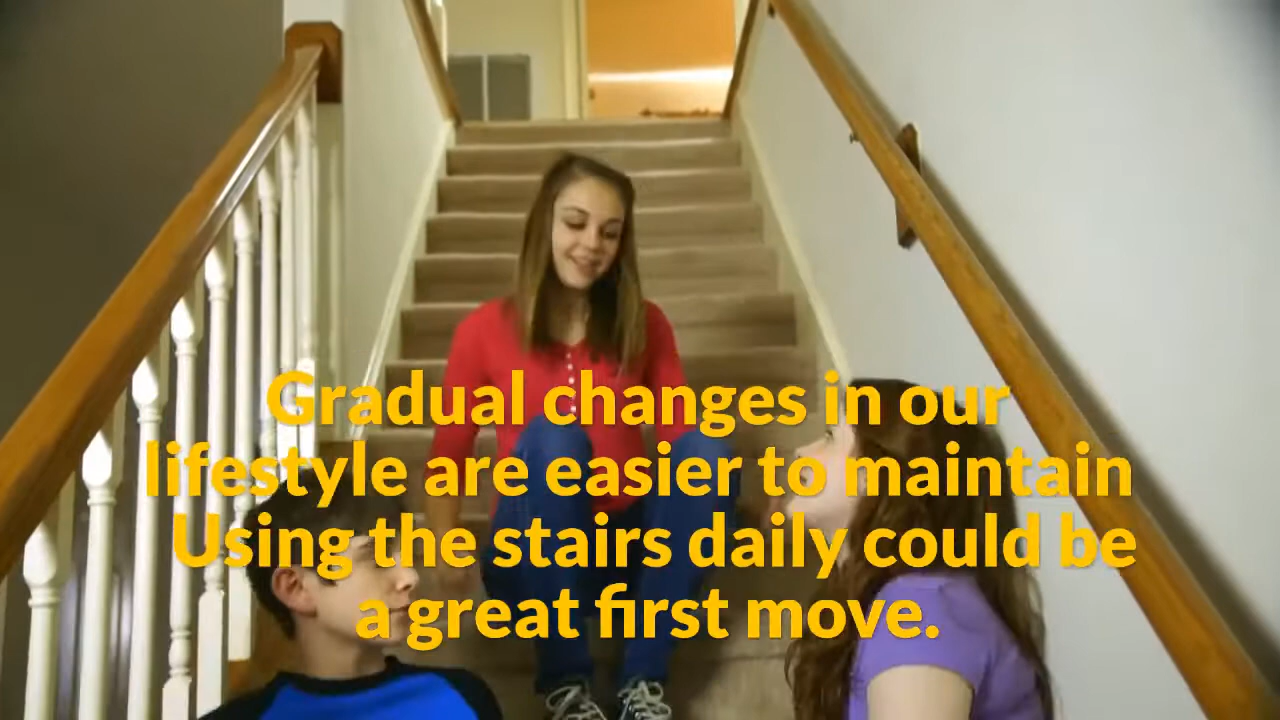 Gradual changes in our
lifestyle are easier to maintain
Using the stairs daily could be
a great first move.